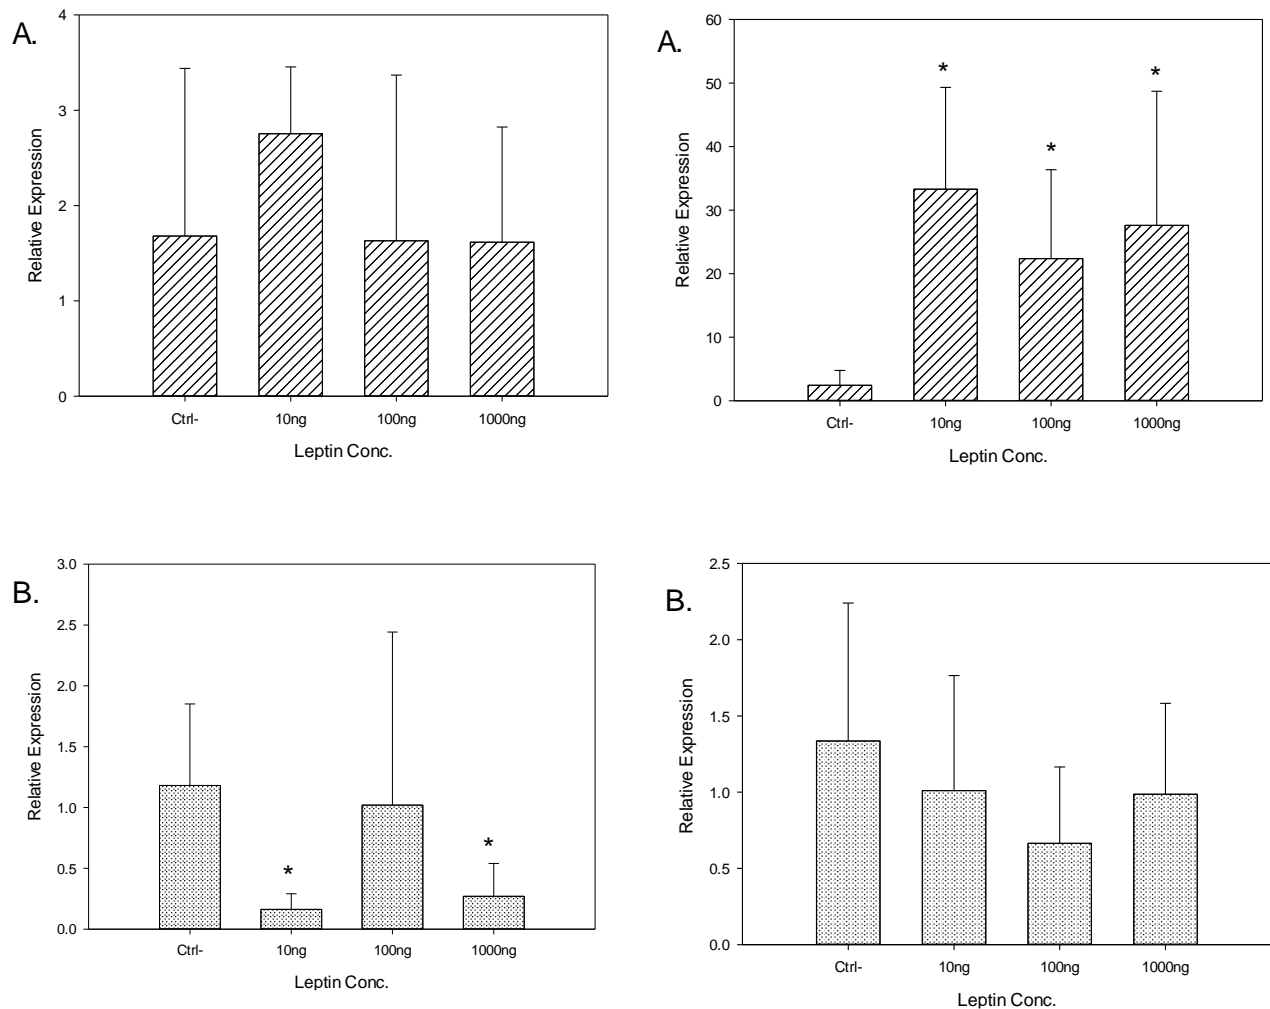 A.
4
3
2
1
0
Relative Expression
Ctrl- 10ng 100ng 1000ng
Leptin Conc.
A.
60
50
40
30
20
10
0
Relative Expression
* * *
Ctrl- 10ng 100ng 1000ng
Leptin Conc.
B.
3.0
2.5
2.0
1.5
1.0
0.5
0.0
Relative Expression
* *
Ctrl- 10ng 100ng 1000ng
Leptin Conc.
B.
2.5
2.0
1.5
1.0
0.5
0.0
Relative Expression
Ctrl- 10ng 100ng 1000ng
Leptin Conc.